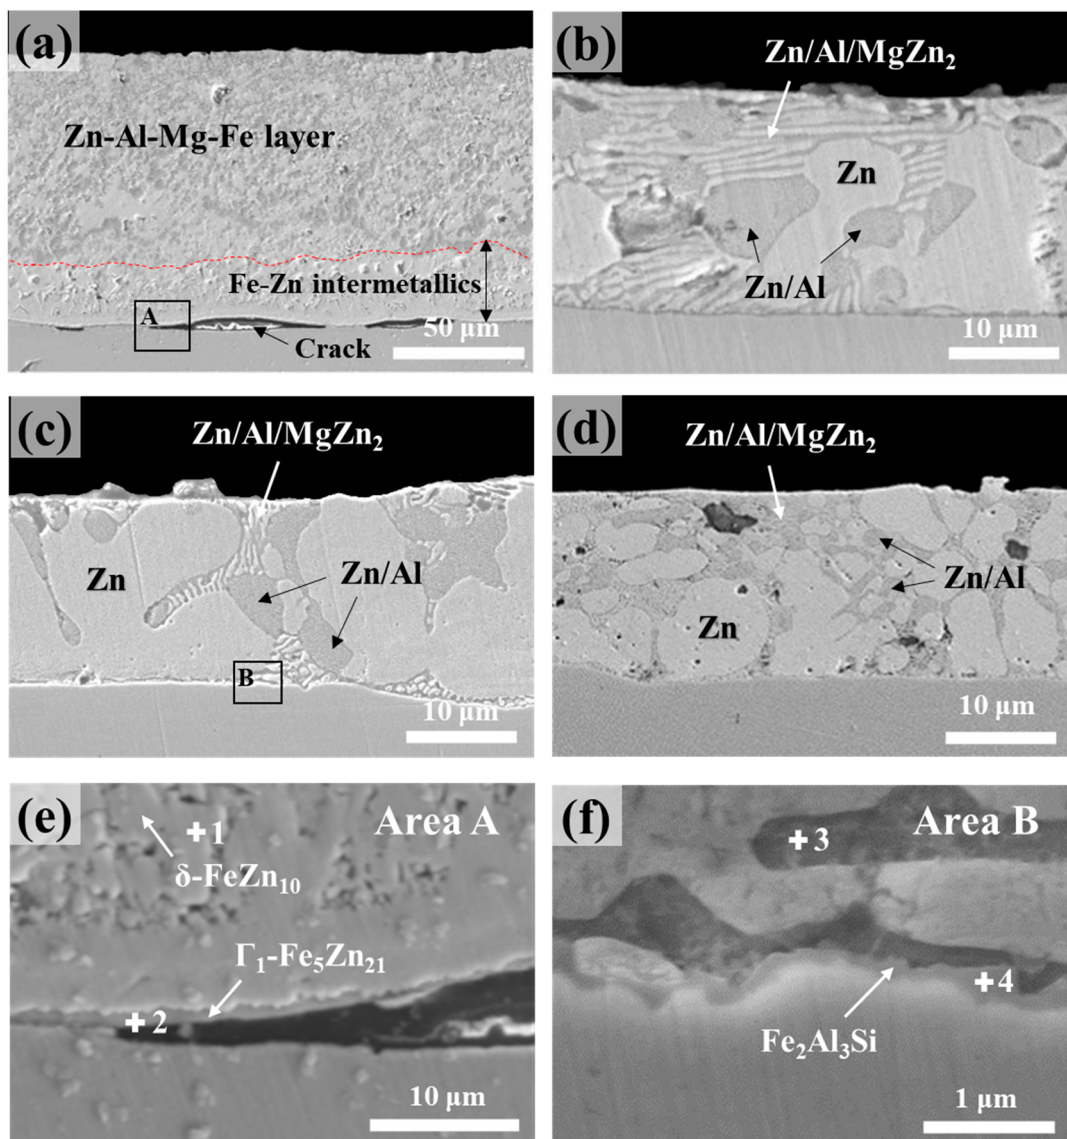 (a)
Zn-Al-Mg-Fe layer
Fe-Zn intermetallics
A
Crack
50 μm
(b)
Zn/Al/MgZn₂
Zn
Zn/Al
10 μm
(c)
Zn/Al/MgZn₂
Zn
Zn/Al
B
10 μm
(d)
Zn/Al/MgZn₂
Zn/Al
Zn
10 μm
(e)
Area A
+1
δ-FeZn₁₀
Γ₁-Fe₅Zn₂₁
+2
10 μm
(f)
Area B
+3
+4
Fe₂Al₃Si
1 μm